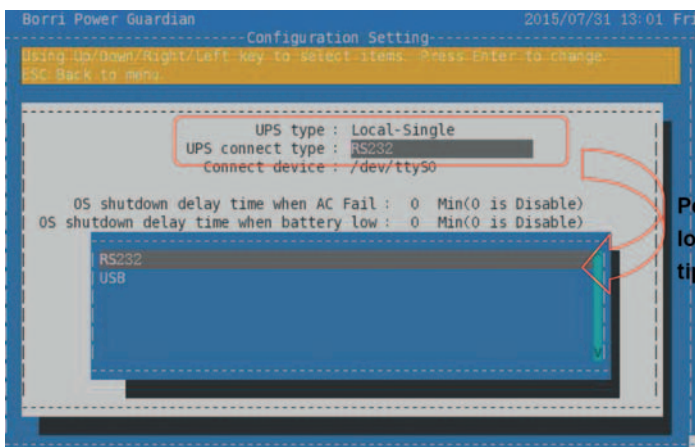 Borri Power Guardian 2015/07/31 13:01 Fri
Configuration Setting
Using Up/Down/Right/Left key to select items. Press Enter to change.
ESC:Back to menu.
UPS type : Local-Single
UPS connect type : RS232
Connect device : /dev/ttyS0
OS shutdown delay time when AC Fail : 0 Min(0 is Disable)
OS shutdown delay time when battery low : 0 Min(0 is Disable)
RS232
USB
V